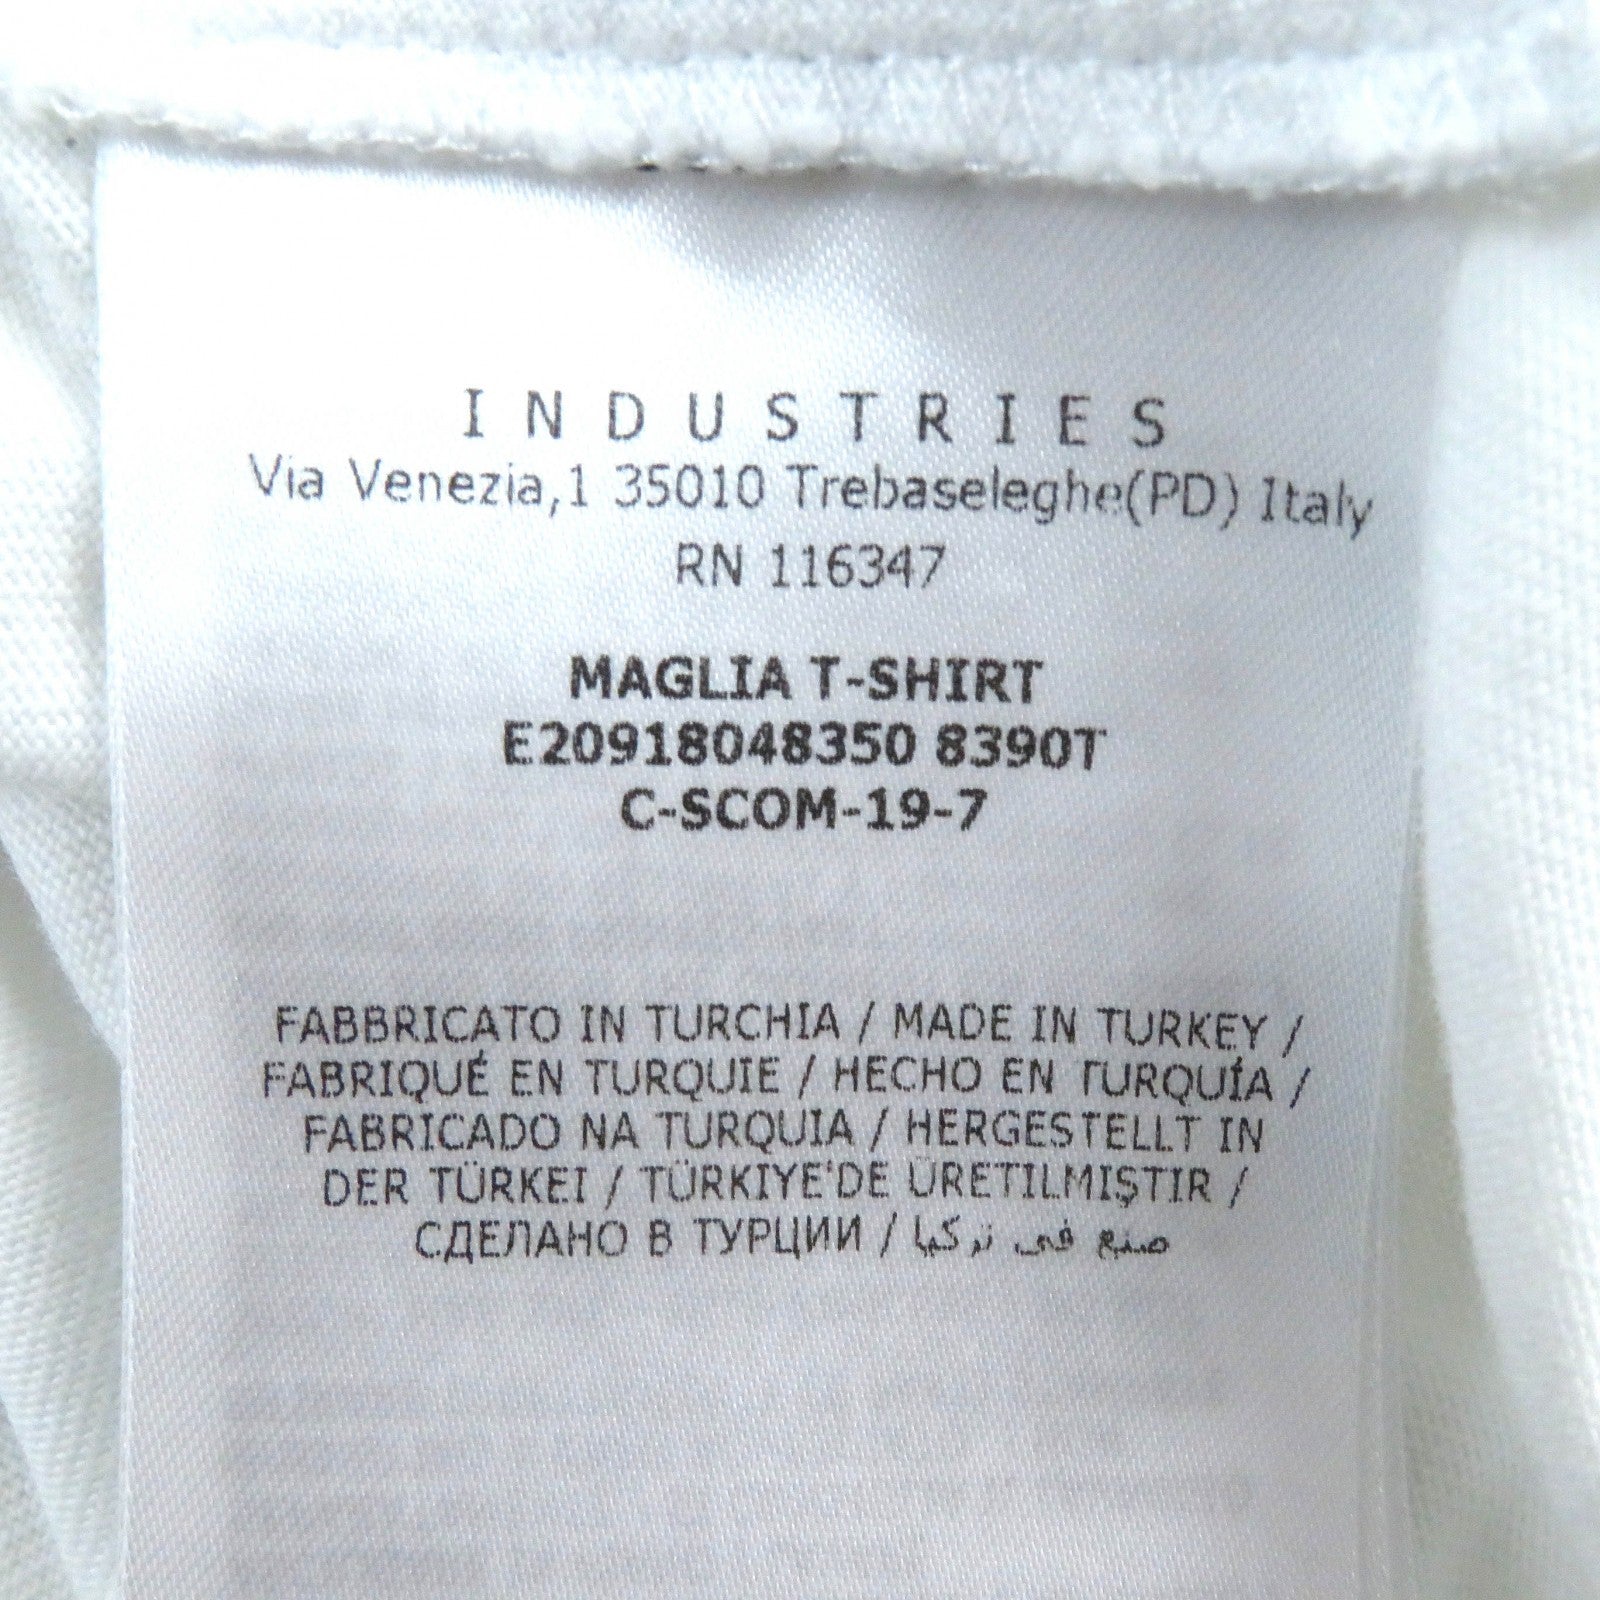 INDUSTRIES
Via Venezia,1 35010 Trebaseleghe(PD) Italy
RN 116347
MAGLIA T-SHIRT
E20918048350 8390T
C-SCOM-19-7
FABBRICATO IN TURCHIA / MADE IN TURKEY /
FABRIQUÉ EN TURQUIE / HECHO EN TURQUÍA /
FABRICADO NA TURQUIA / HERGESTELLT IN
DER TÜRKEI / TÜRKIYE'DE ÜRETILMIŞTIR /
СДЕЛАНО В ТУРЦИИ / صنع في تركيا